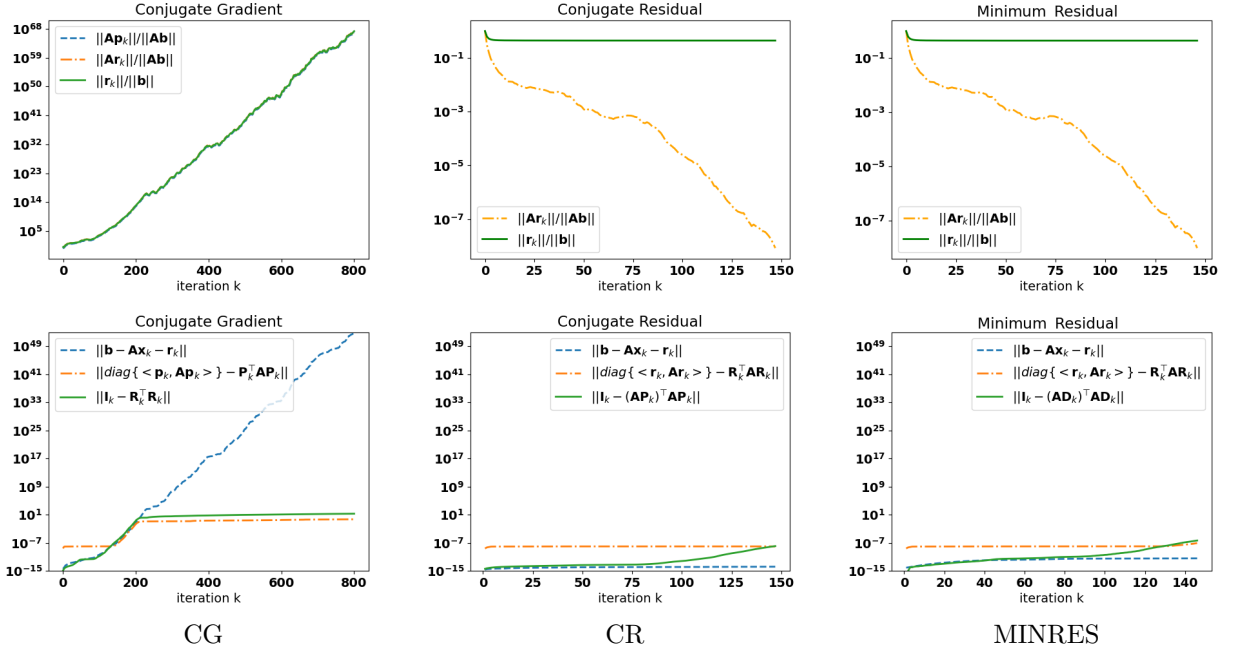 Conjugate Gradient
10^68
10^59
10^50
10^41
10^32
10^23
10^14
10^5
||Ap_k||/||Ab||
||Ar_k||/||Ab||
||r_k||/||b||
0 200 400 600 800
iteration k
Conjugate Residual
10^−1
10^−3
10^−5
10^−7
||Ar_k||/||Ab||
||r_k||/||b||
0 25 50 75 100 125 150
iteration k
Minimum Residual
10^−1
10^−3
10^−5
10^−7
||Ar_k||/||Ab||
||r_k||/||b||
0 25 50 75 100 125 150
iteration k
Conjugate Gradient
10^49
10^41
10^33
10^25
10^17
10^9
10^1
10^−7
10^−15
||b − Ax_k − r_k||
||diag{<p_k, Ap_k>} − P_k^⊤AP_k||
||I_k − R_k^⊤R_k||
0 200 400 600 800
iteration k
Conjugate Residual
10^49
10^41
10^33
10^25
10^17
10^9
10^1
10^−7
10^−15
||b − Ax_k − r_k||
||diag{<r_k, Ar_k>} − R_k^⊤AR_k||
||I_k − (AP_k)^⊤AP_k||
0 25 50 75 100 125 150
iteration k
Minimum Residual
10^49
10^41
10^33
10^25
10^17
10^9
10^1
10^−7
10^−15
||b − Ax_k − r_k||
||diag{<r_k, Ar_k>} − R_k^⊤AR_k||
||I_k − (AD_k)^⊤AD_k||
0 20 40 60 80 100 120 140
iteration k
CG
CR
MINRES